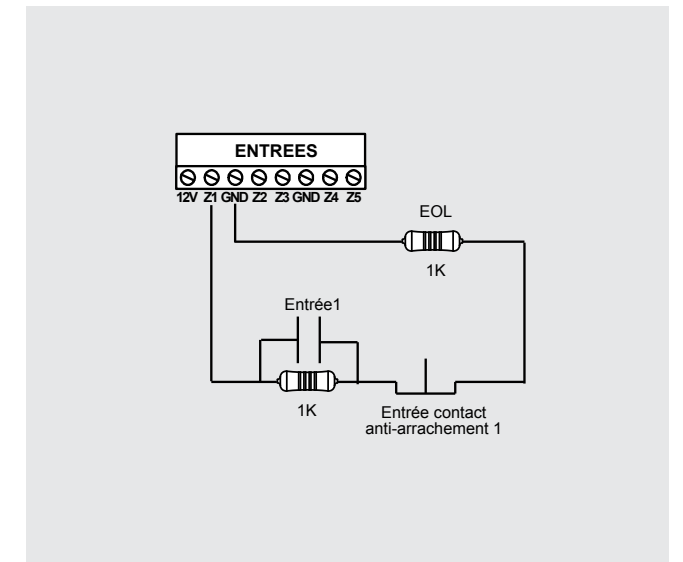 ENTREES
12V Z1 GND Z2 Z3 GND Z4 Z5
EOL
1K
Entrée1
1K
Entrée contact
anti-arrachement 1